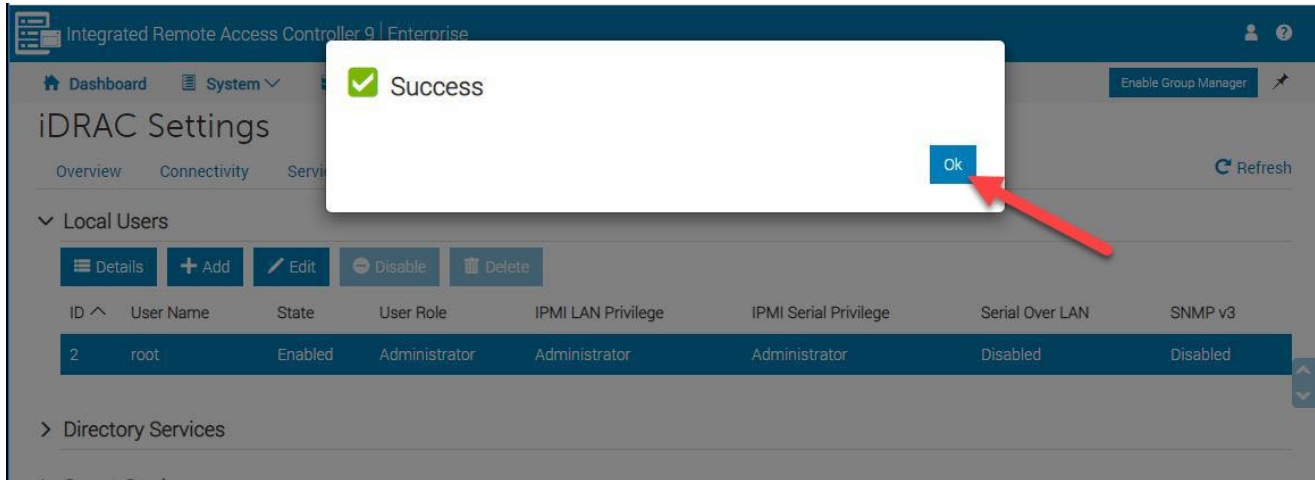 Integrated Remote Access Controller 9 | Enterprise
Success
Dashboard System Enable Group Manager
iDRAC Settings
Ok
Overview Connectivity Refresh
Local Users
Details Add Edit Disable Delete
ID User Name State User Role IPMI LAN Privilege IPMI Serial Privilege Serial Over LAN SNMP v3
2 root Enabled Administrator Administrator Administrator Disabled Disabled
Directory Services